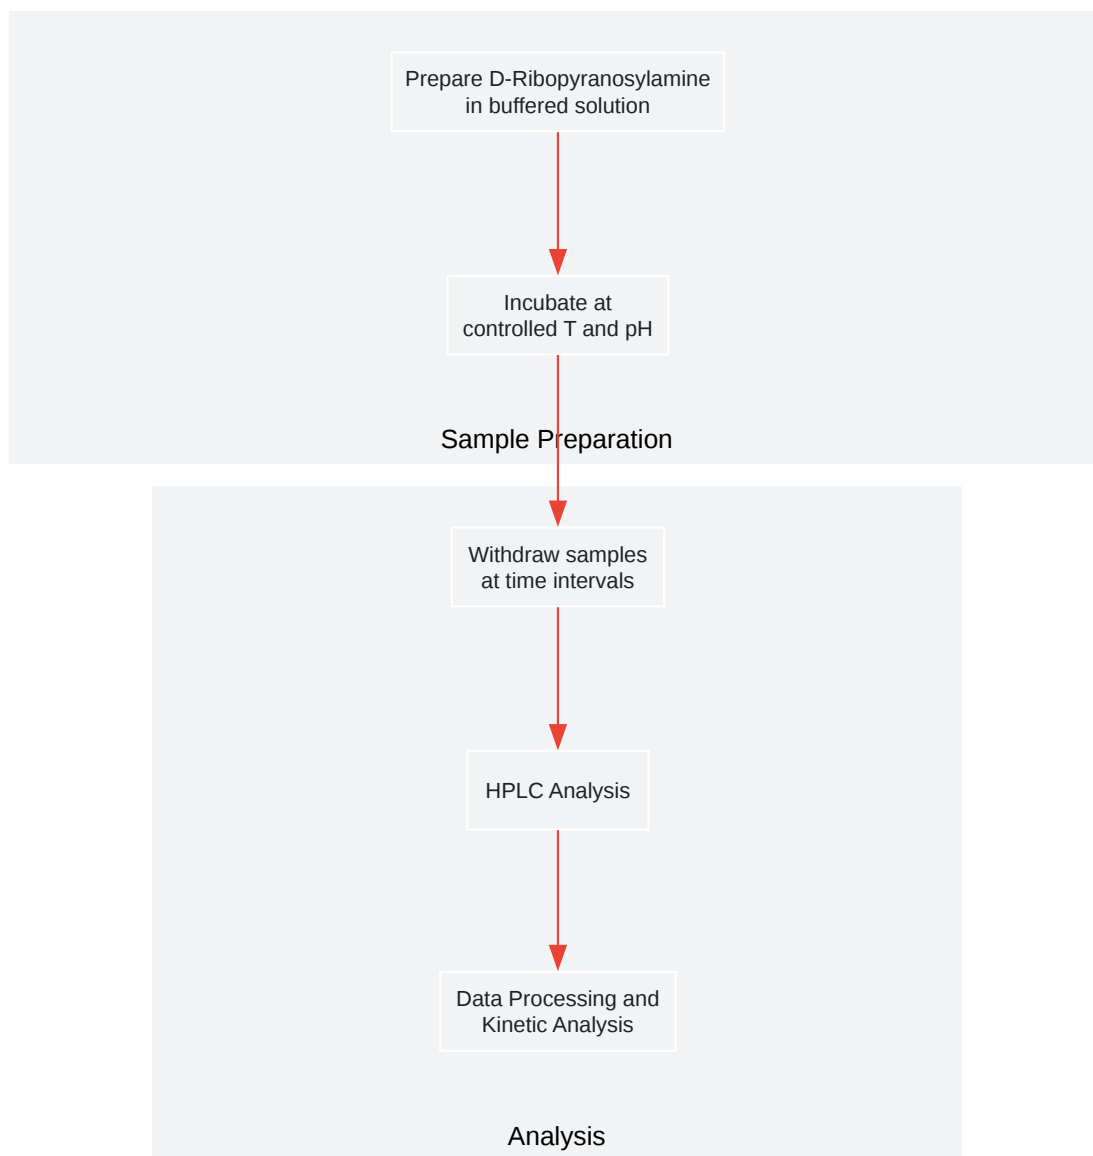 Prepare D-Ribopyranosylamine
in buffered solution
Incubate at
controlled T and pH
Sample Preparation
Withdraw samples
at time intervals
HPLC Analysis
Data Processing and
Kinetic Analysis
Analysis